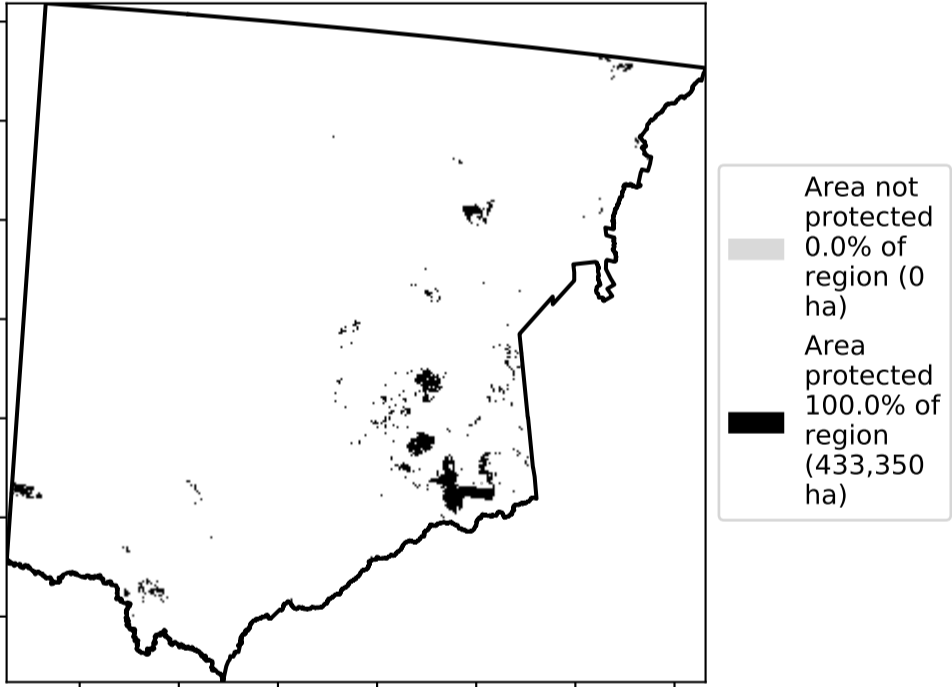 Area not
protected
0.0% of
region (0
ha)
Area
protected
100.0% of
region
(433,350
ha)